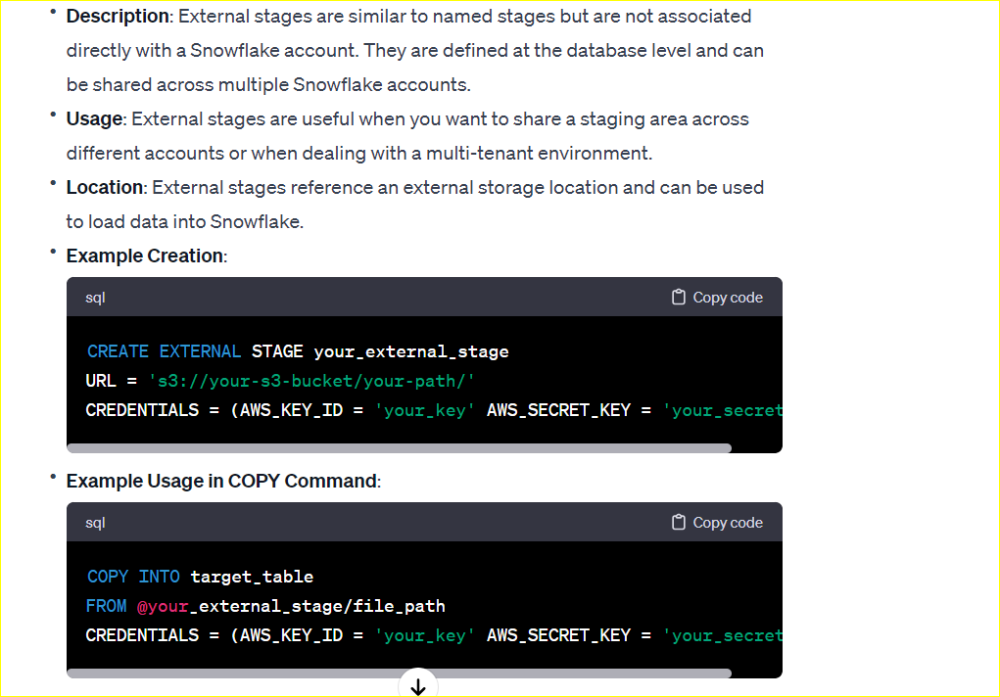 Description: External stages are similar to named stages but are not associated
directly with a Snowflake account. They are defined at the database level and can
be shared across multiple Snowflake accounts.
Usage: External stages are useful when you want to share a staging area across
different accounts or when dealing with a multi-tenant environment.
Location: External stages reference an external storage location and can be used
to load data into Snowflake.
Example Creation:
sql Copy code
CREATE EXTERNAL STAGE your_external_stage
URL = 's3://your-s3-bucket/your-path/'
CREDENTIALS = (AWS_KEY_ID = 'your_key' AWS_SECRET_KEY = 'your_secret
Example Usage in COPY Command:
sql Copy code
COPY INTO target_table
FROM @your_external_stage/file_path
CREDENTIALS = (AWS_KEY_ID = 'your_key' AWS_SECRET_KEY = 'your_secret